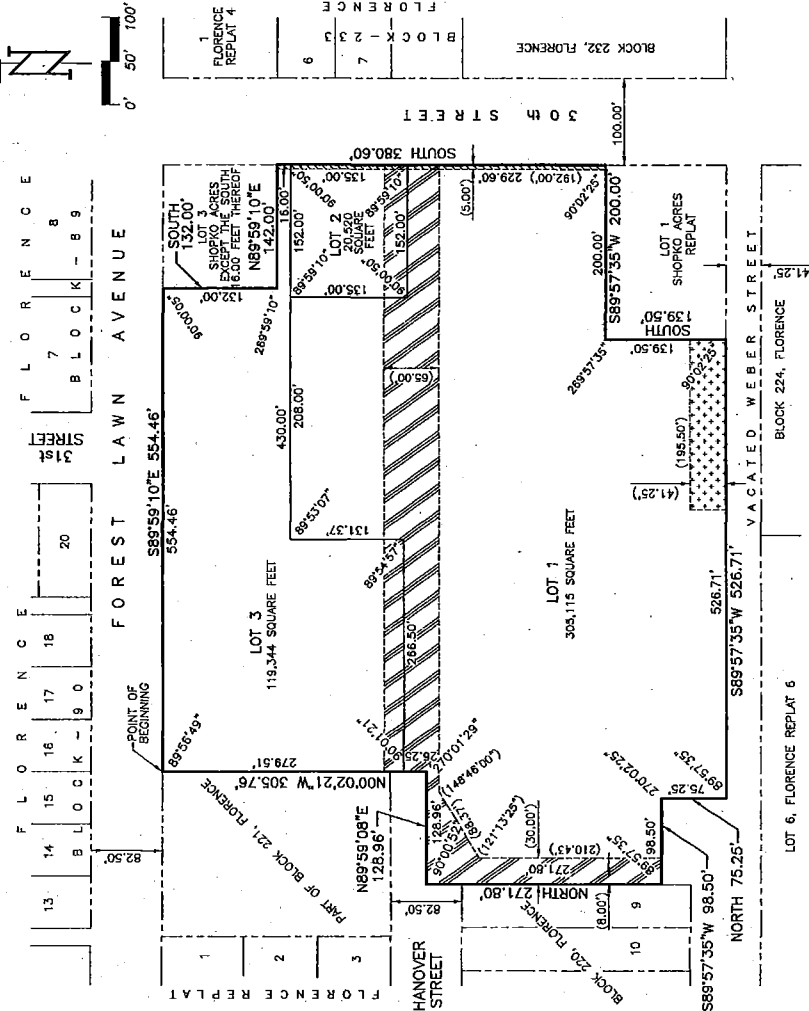 0' 50' 100'
1
FLORENCE
REPLAT 4
6
7
BLOCK-233
FLORENCE
BLOCK 232, FLORENCE
30th STREET
100.00'
FLORENCE
7 8
BLOCK-89
31st
STREET
FLORENCE
13 14 15 16 17 18 20
BLOCK-90
FOREST LAWN AVENUE
82.50'
POINT OF
BEGINNING
S89°59'10"E 554.46'
554.46'
89°56'49"
90°00'05"
SOUTH
132.00'
132.00'
LOT 3
SHOPKO ACRES
EXCEPT THE SOUTH
16.00 FEET THEREOF
N89°59'10"E
142.00'
269°59'10"
16.00'
SOUTH 380.60'
152.00'
90°00'50"
135.00'
LOT 2
20,520
SQUARE
FEET
89°59'10"
135.00'
90°00'50"
89°59'10"
152.00'
430.00'
208.00'
89°53'07"
131.37'
89°54'57"
266.50'
LOT 3
119,344 SQUARE FEET
279.51'
N00°02'21"W 305.76'
90°01'21"
26.25'
270°01'29"
(65.00')
(5.00')
(192.00')
229.60'
90°02'25"
200.00'
S89°57'35"W 200.00'
LOT 1
SHOPKO ACRES
REPLAT
269°57'35"
139.50'
SOUTH
139.50'
90°02'25"
(195.50')
(41.25')
41.25'
LOT 1
305,115 SQUARE FEET
526.71'
S89°57'35"W 526.71'
VACATED WEBER STREET
BLOCK 224, FLORENCE
LOT 6, FLORENCE REPLAT 6
PART OF BLOCK 221, FLORENCE
N89°59'08"E
128.96'
128.96'
90°00'52"
(88.37')
(148°46'00")
(121°13'25")
(30.00')
(210.43')
271.80'
NORTH
271.80'
(8.00')
89°57'35"
98.50'
S89°57'35"W 98.50'
270°02'25"
75.25'
89°57'35"
NORTH 75.25'
82.50'
HANOVER
STREET
1
2
3
FLORENCE REPLAT
9
10
BLOCK 220, FLORENCE